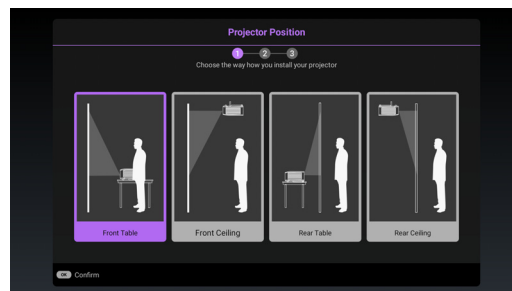 Projector Position
1 2 3
Choose the way how you install your projector
Front Table
Front Ceiling
Rear Table
Rear Ceiling
OK Confirm